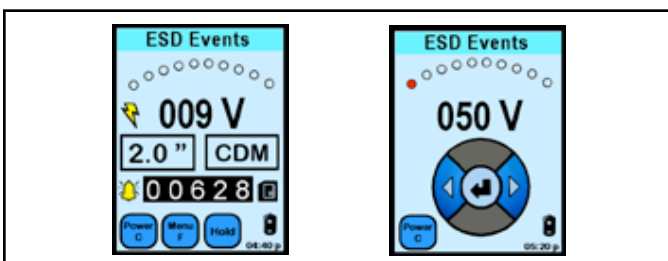 ESD Events
009 V
2.0 ” CDM
00628
Power
C
Menu
F
Hold
04:40 p
ESD Events
050 V
Power
C
05:20 p